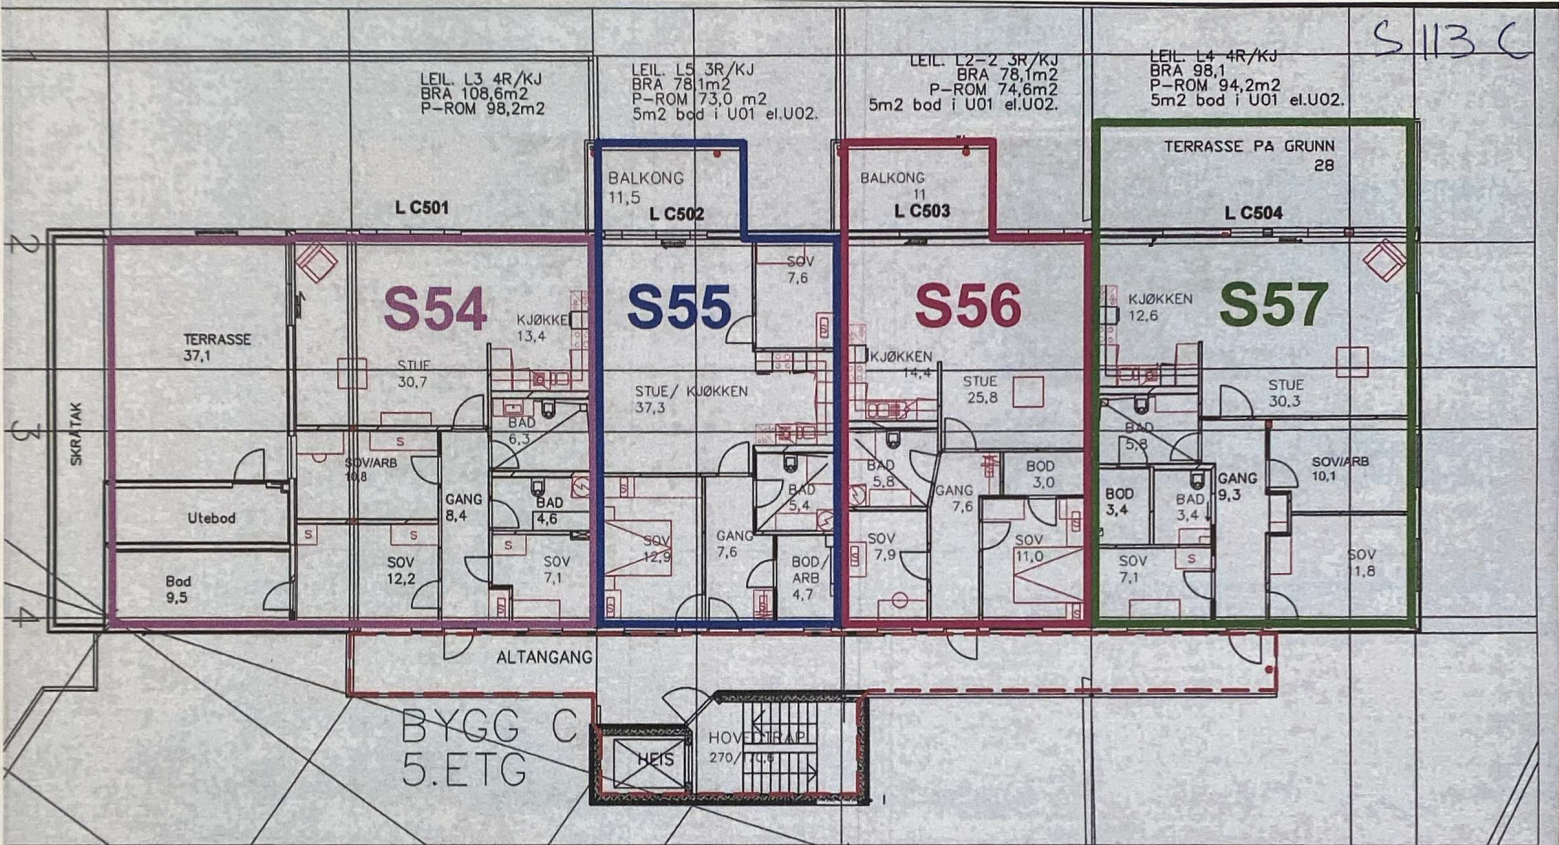 S 113 C
LEIL. L3 4R/KJ
BRA 108,6m2
P-ROM 98,2m2
LEIL. L5 3R/KJ
BRA 78,1m2
P-ROM 73,0 m2
5m2 bod i U01 el.U02.
LEIL. L2-2 3R/KJ
BRA 78,1m2
P-ROM 74,6m2
5m2 bod i U01 el.U02.
LEIL. L4 4R/KJ
BRA 98,1
P-ROM 94,2m2
5m2 bod i U01 el.U02.
L C501
BALKONG
11,5
L C502
BALKONG
11
L C503
TERRASSE PA GRUNN
28
L C504
2
3
4
SKRÅTAK
S54
TERRASSE
37,1
KJØKKE
13,4
STUE
30,7
BAD
6,3
S
SOV/ARB
10,8
GANG
8,4
BAD
4,6
Utebod
Bod
9,5
S
S
SOV
12,2
S
SOV
7,1
S
S55
SOV
7,6
S
STUE/ KJØKKEN
37,3
S
BAD
5,4
SOV
12,9
GANG
7,6
BOD/
ARB
4,7
S
S
S56
KJØKKEN
14,4
STUE
25,8
BAD
5,8
BOD
3,0
GANG
7,6
S
SOV
7,9
S
SOV
11,0
S
S57
KJØKKEN
12,6
STUE
30,3
BAD
5,8
GANG
9,3
SOV/ARB
10,1
BOD
3,4
BAD
3,4
SOV
7,1
S
SOV
11,8
ALTANGANG
BYGG C
5.ETG
HEIS
HOVEDTRAP